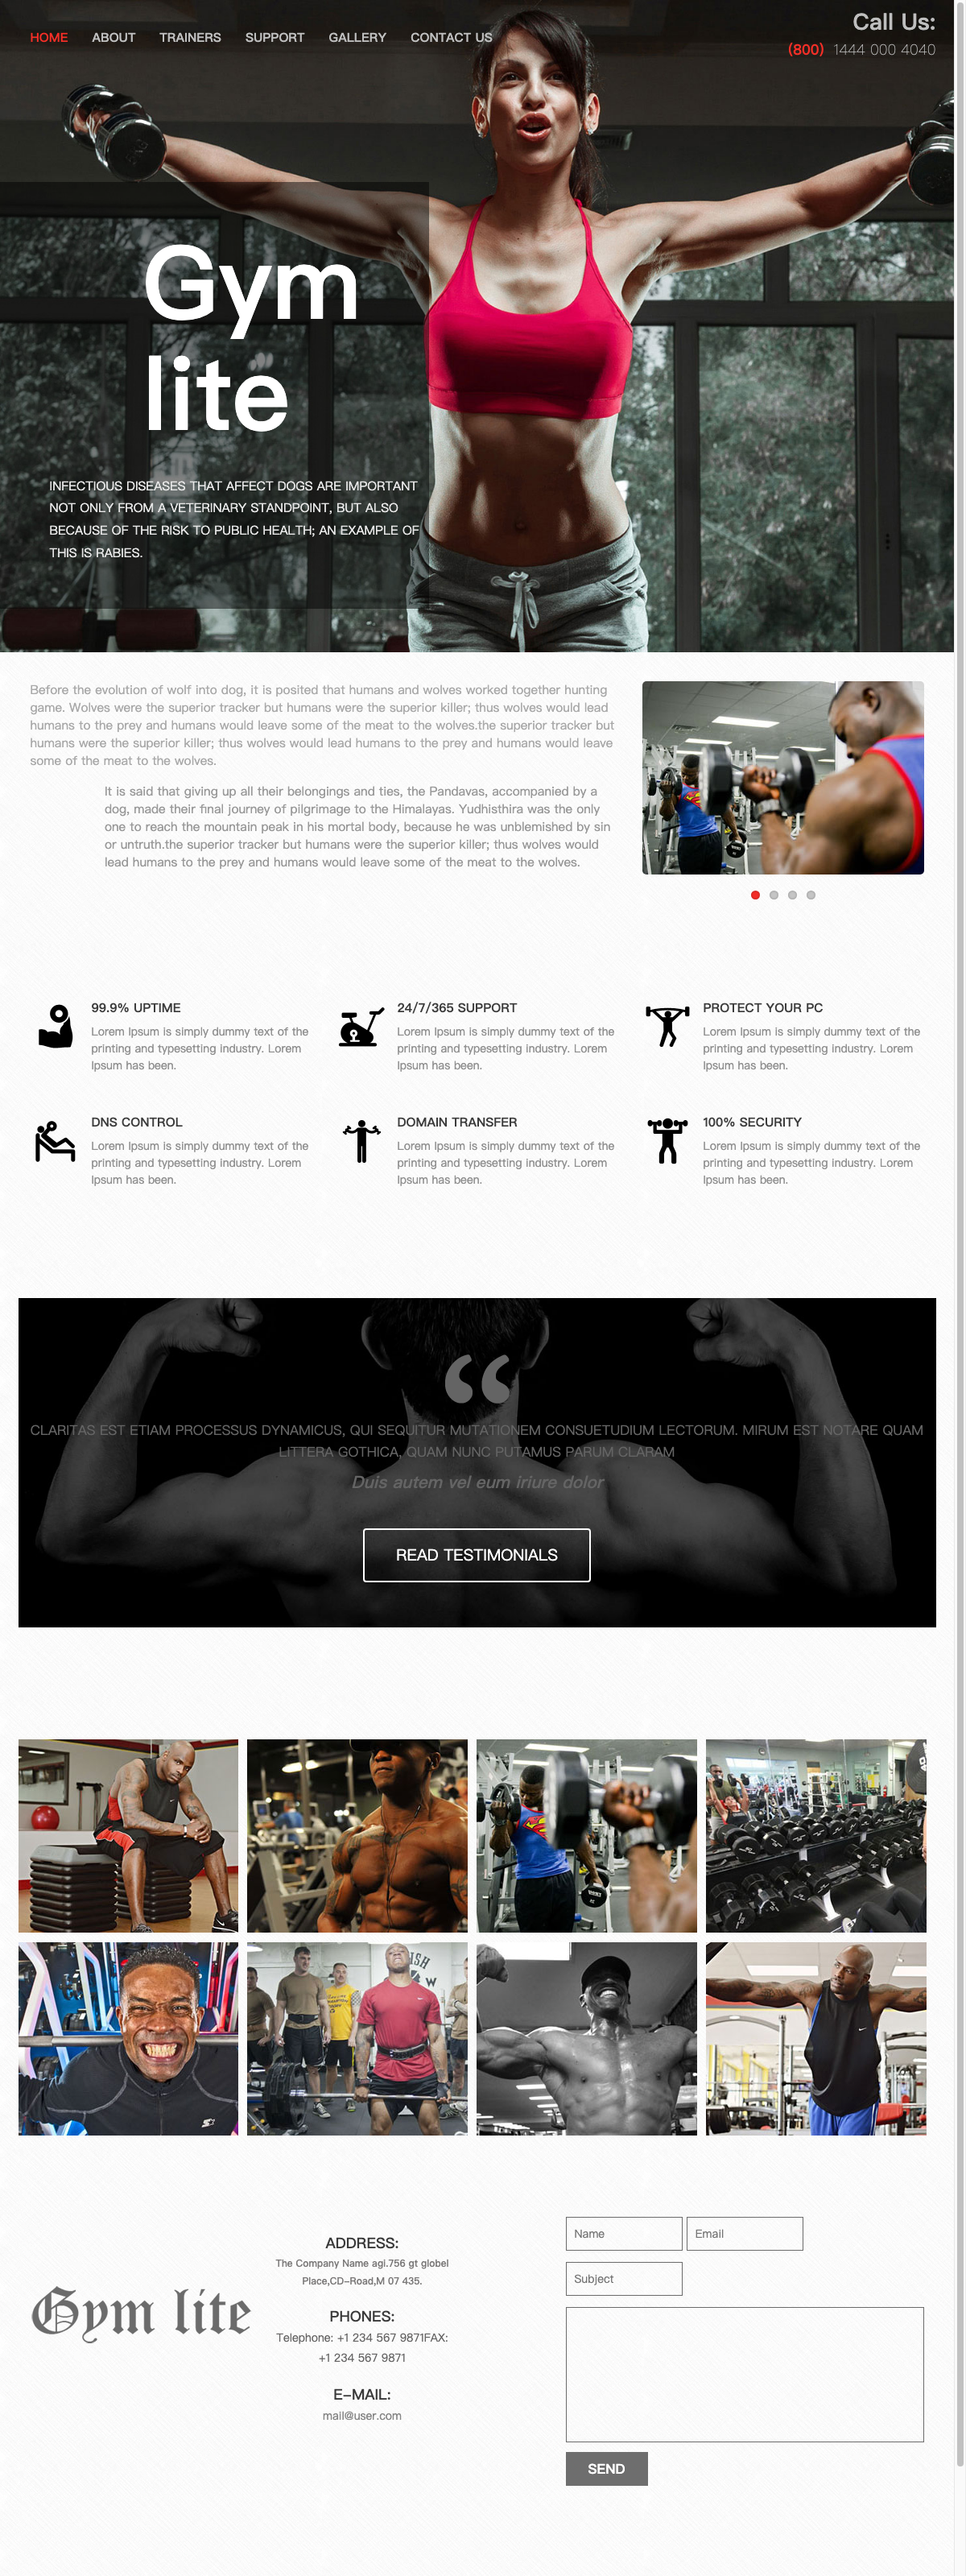 HOME ABOUT TRAINERS SUPPORT GALLERY CONTACT US
Call Us:
(800) 1444 000 4040
Gym
lite
INFECTIOUS DISEASES THAT AFFECT DOGS ARE IMPORTANT
NOT ONLY FROM A VETERINARY STANDPOINT, BUT ALSO
BECAUSE OF THE RISK TO PUBLIC HEALTH; AN EXAMPLE OF
THIS IS RABIES.
Before the evolution of wolf into dog, it is posited that humans and wolves worked together hunting
game. Wolves were the superior tracker but humans were the superior killer; thus wolves would lead
humans to the prey and humans would leave some of the meat to the wolves.the superior tracker but
humans were the superior killer; thus wolves would lead humans to the prey and humans would leave
some of the meat to the wolves.
It is said that giving up all their belongings and ties, the Pandavas, accompanied by a
dog, made their final journey of pilgrimage to the Himalayas. Yudhisthira was the only
one to reach the mountain peak in his mortal body, because he was unblemished by sin
or untruth.the superior tracker but humans were the superior killer; thus wolves would
lead humans to the prey and humans would leave some of the meat to the wolves.
99.9% UPTIME
Lorem Ipsum is simply dummy text of the
printing and typesetting industry. Lorem
Ipsum has been.
24/7/365 SUPPORT
Lorem Ipsum is simply dummy text of the
printing and typesetting industry. Lorem
Ipsum has been.
PROTECT YOUR PC
Lorem Ipsum is simply dummy text of the
printing and typesetting industry. Lorem
Ipsum has been.
DNS CONTROL
Lorem Ipsum is simply dummy text of the
printing and typesetting industry. Lorem
Ipsum has been.
DOMAIN TRANSFER
Lorem Ipsum is simply dummy text of the
printing and typesetting industry. Lorem
Ipsum has been.
100% SECURITY
Lorem Ipsum is simply dummy text of the
printing and typesetting industry. Lorem
Ipsum has been.
“
CLARITAS EST ETIAM PROCESSUS DYNAMICUS, QUI SEQUITUR MUTATIONEM CONSUETUDIUM LECTORUM. MIRUM EST NOTARE QUAM
LITTERA GOTHICA, QUAM NUNC PUTAMUS PARUM CLARAM
Duis autem vel eum iriure dolor
READ TESTIMONIALS
Gym lite
ADDRESS:
The Company Name agi.756 gt globel
Place,CD-Road,M 07 435.
PHONES:
Telephone: +1 234 567 9871FAX:
+1 234 567 9871
E-MAIL:
mail@user.com
Name
Email
Subject
SEND